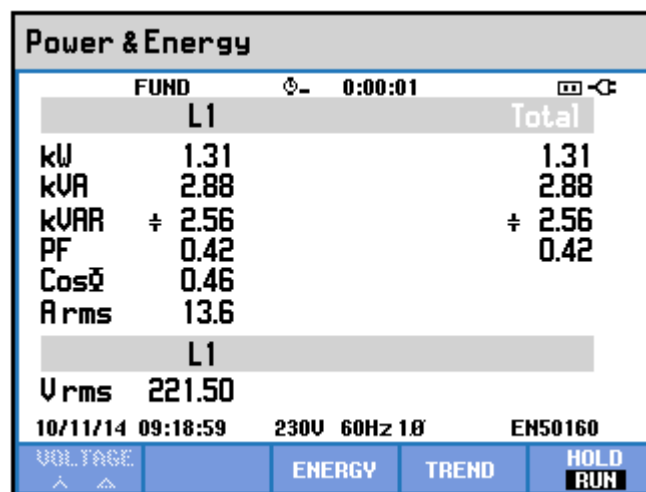 Power & Energy
FUND 0:00:01
L1 Total
kW 1.31 1.31
kVA 2.88 2.88
kVAR 2.56 2.56
PF 0.42 0.42
CosΦ 0.46
A rms 13.6
L1
V rms 221.50
10/11/14 09:18:59 230V 60Hz 1Ø EN50160
VOLTAGE ENERGY TREND HOLD
RUN